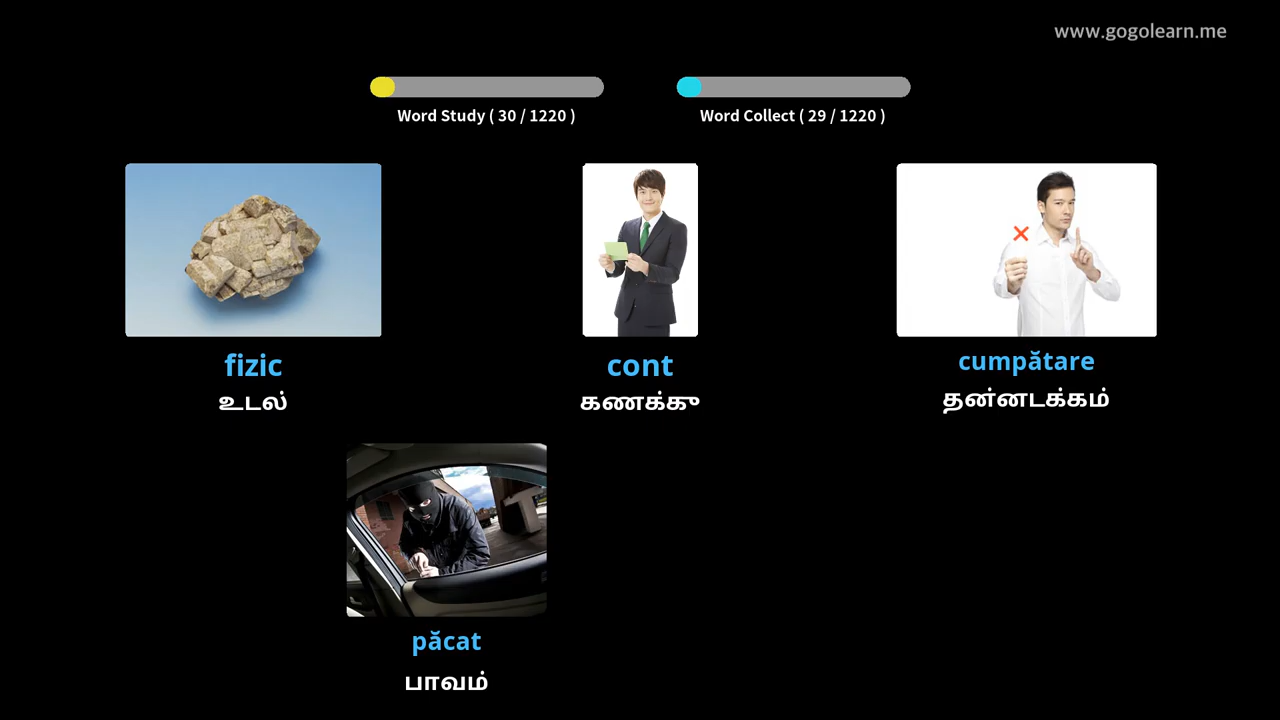 www.gogolearn.me
Word Study ( 30 / 1220 )
Word Collect ( 29 / 1220 )
fizic
உடல்
cont
கணக்கு
cumpătare
தன்னடக்கம்
păcat
பாவம்